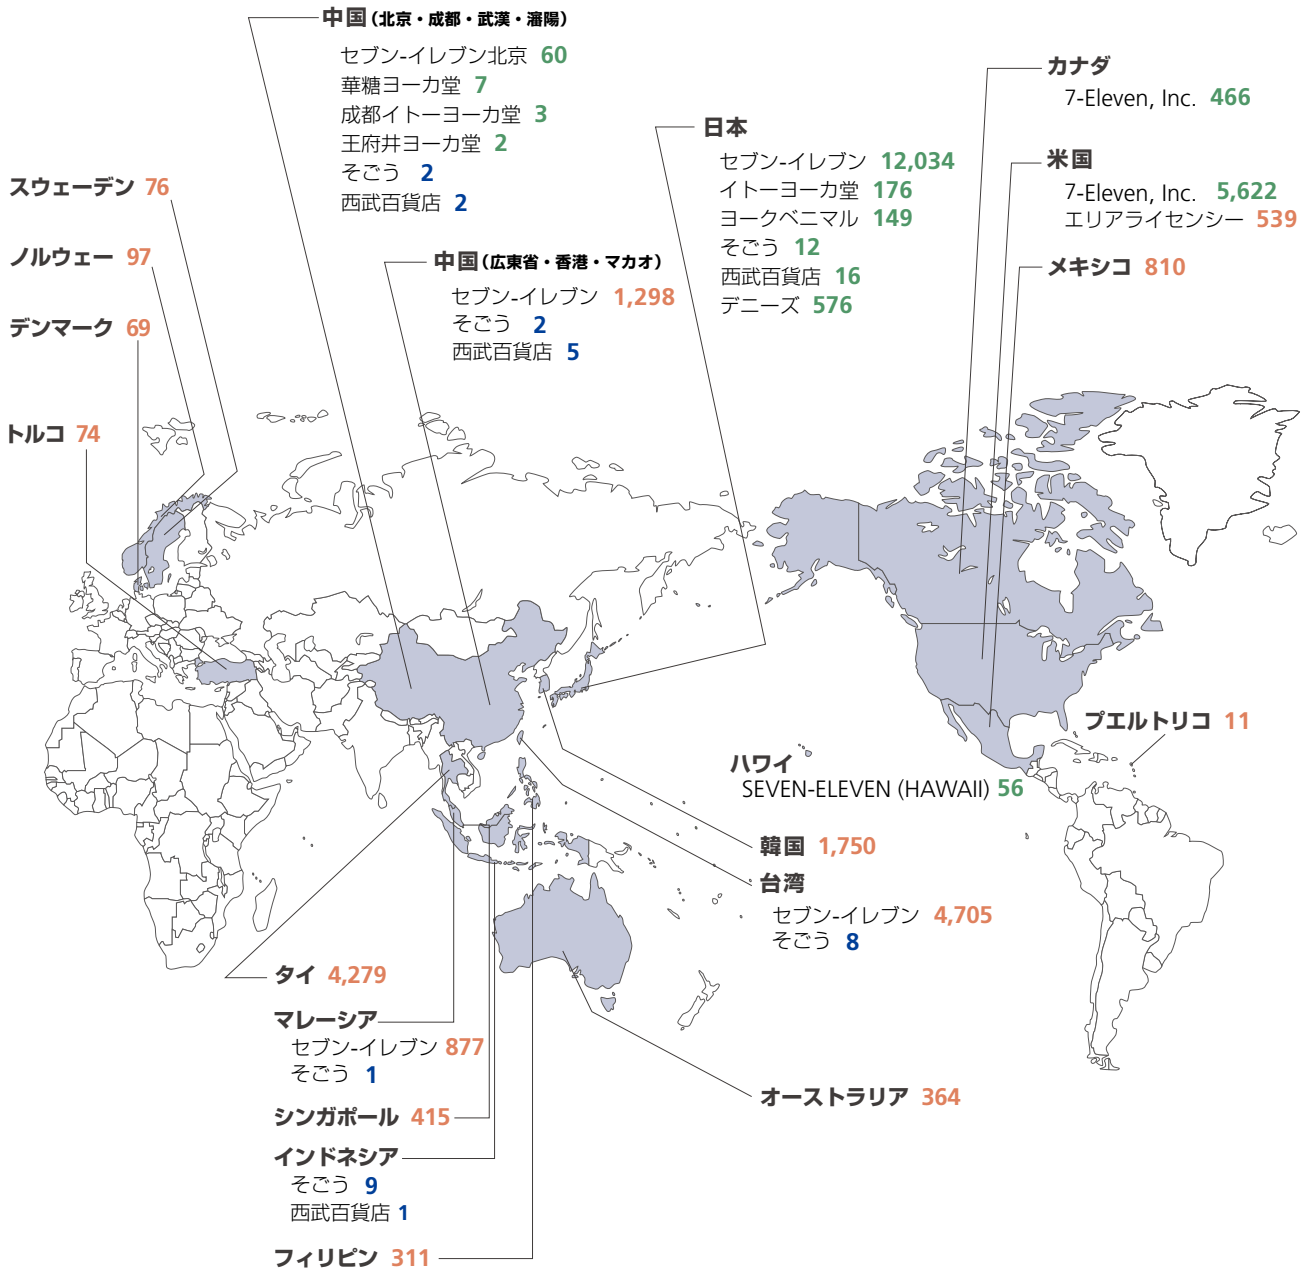 中国(北京・成都・武漢・瀋陽)
セブン-イレブン北京 60
華糖ヨーカ堂 7
成都イトーヨーカ堂 3
王府井ヨーカ堂 2
そごう 2
西武百貨店 2
中国(広東省・香港・マカオ)
セブン-イレブン 1,298
そごう 2
西武百貨店 5
日本
セブン-イレブン 12,034
イトーヨーカ堂 176
ヨークベニマル 149
そごう 12
西武百貨店 16
デニーズ 576
カナダ
7-Eleven, Inc. 466
米国
7-Eleven, Inc. 5,622
エリアライセンシー 539
メキシコ 810
スウェーデン 76
ノルウェー 97
デンマーク 69
トルコ 74
プエルトリコ 11
ハワイ
SEVEN-ELEVEN (HAWAII) 56
韓国 1,750
台湾
セブン-イレブン 4,705
そごう 8
タイ 4,279
マレーシア
セブン-イレブン 877
そごう 1
シンガポール 415
インドネシア
そごう 9
西武百貨店 1
フィリピン 311
オーストラリア 364